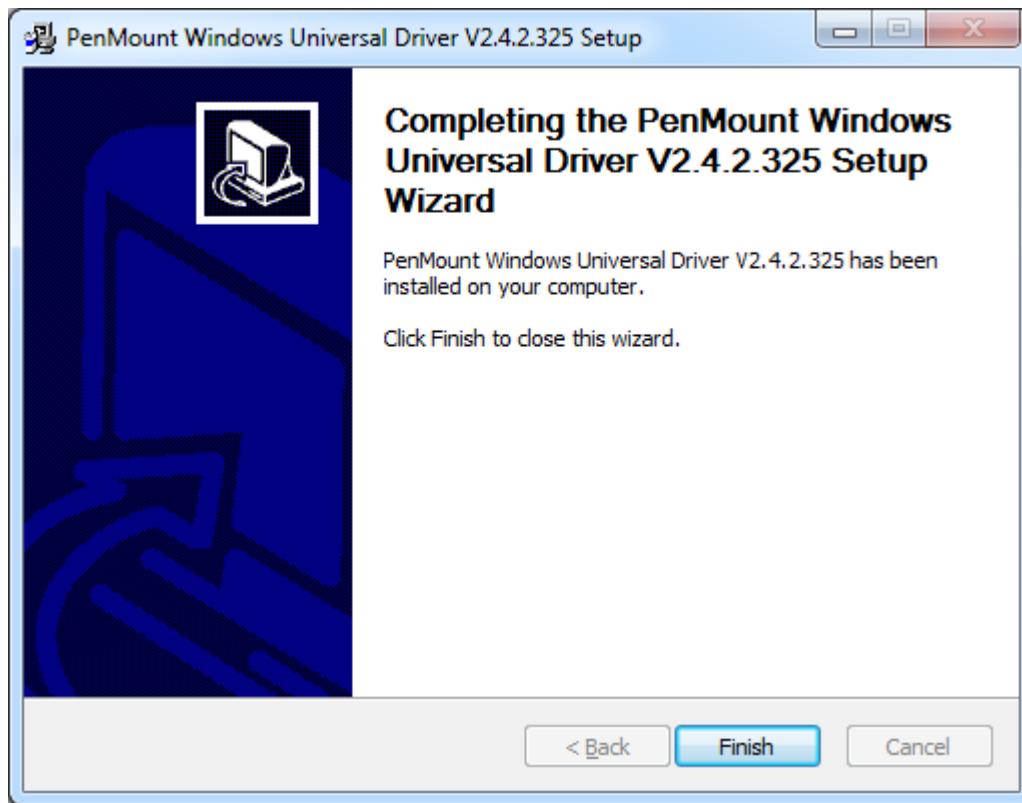 PenMount Windows Universal Driver V2.4.2.325 Setup
Completing the PenMount Windows
Universal Driver V2.4.2.325 Setup
Wizard
PenMount Windows Universal Driver V2.4.2.325 has been
installed on your computer.
Click Finish to close this wizard.
< Back
Finish
Cancel